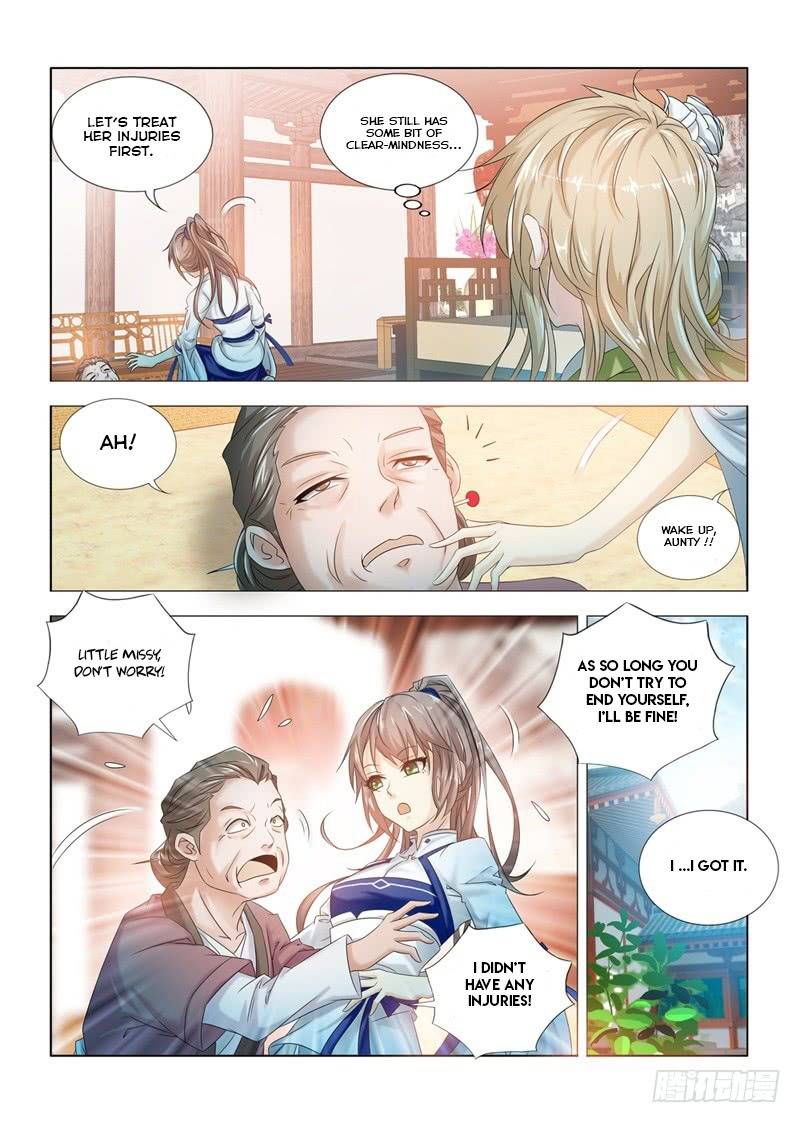 LET'S TREAT
HER INJURIES
FIRST.
SHE STILL HAS
SOME BIT OF
CLEAR-MINDNESS...
AH!
WAKE UP,
AUNTY !!
LITTLE MISSY,
DON'T WORRY!
I DIDN'T
HAVE ANY
INJURIES!
AS SO LONG YOU
DON'T TRY TO
END YOURSELF,
I'LL BE FINE!
I ...I GOT IT.
腾讯动漫